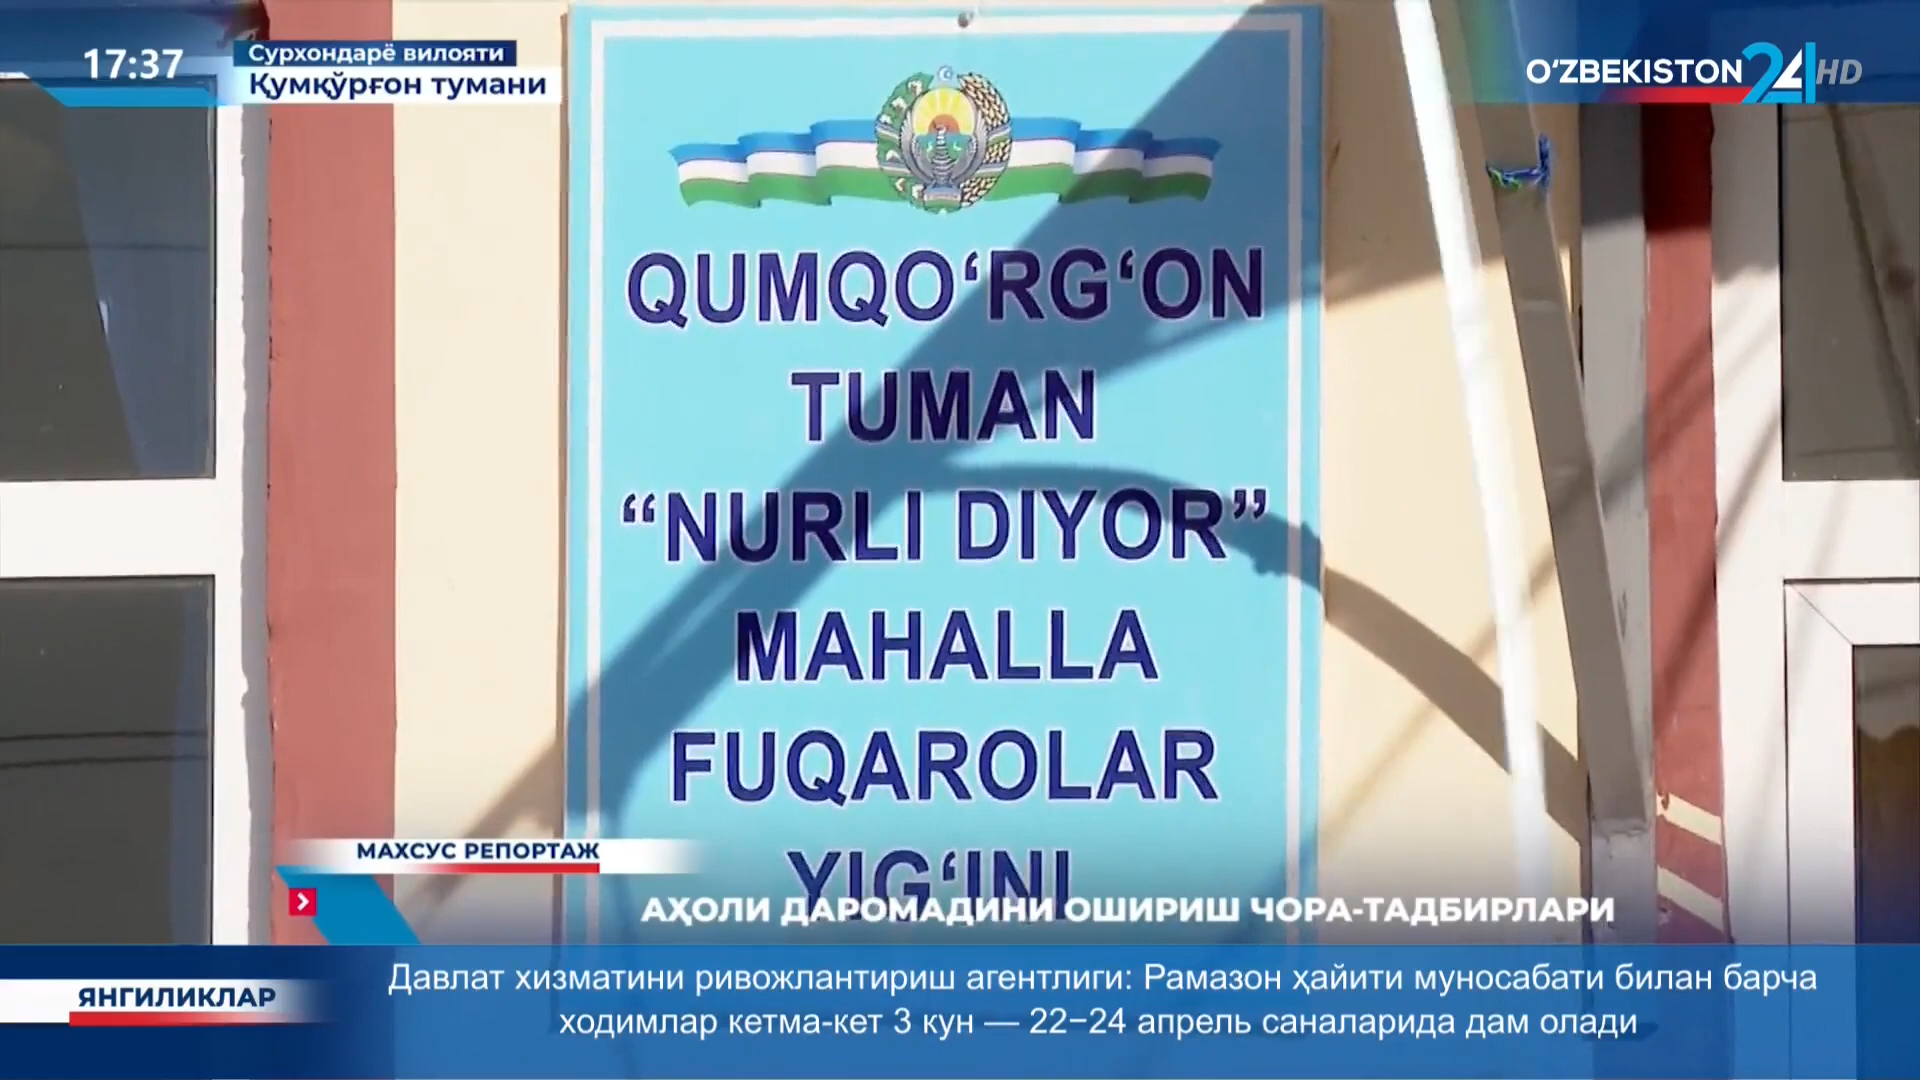 17:37
Сурхондарё вилояти
Қумқўрғон тумани
O‘ZBEKISTON 24 HD
QUMQO‘RG‘ON
TUMAN
“NURLI DIYOR”
MAHALLA
FUQAROLAR
YIG‘INI
МАХСУС РЕПОРТАЖ
АҲОЛИ ДАРОМАДИНИ ОШИРИШ ЧОРА-ТАДБИРЛАРИ
ЯНГИЛИКЛАР
Давлат хизматини ривожлантириш агентлиги: Рамазон ҳайити муносабати билан барча
ходимлар кетма-кет 3 кун — 22–24 апрель саналарида дам олади